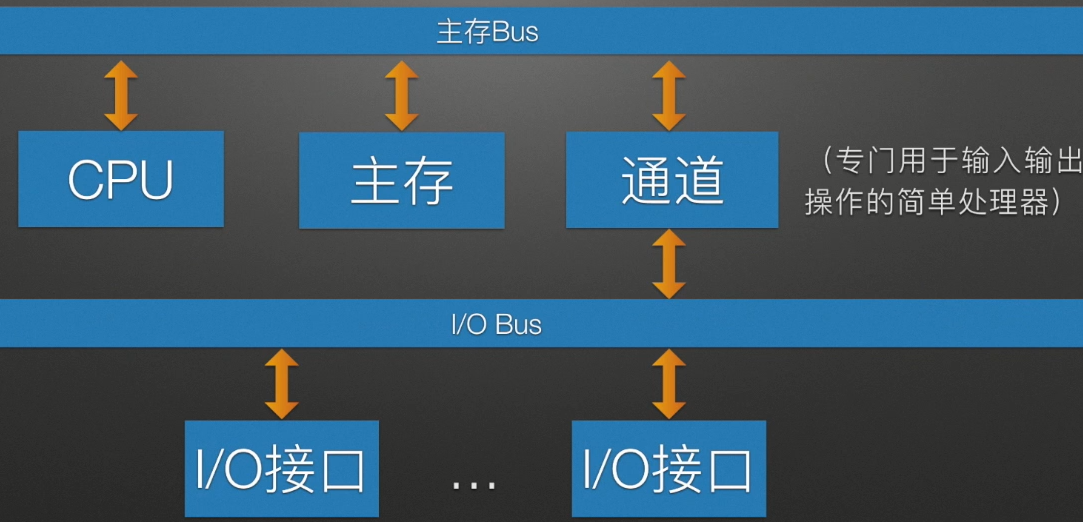 主存Bus
CPU
主存
通道
（专门用于输入输出
操作的简单处理器）
I/O Bus
I/O接口
...
I/O接口